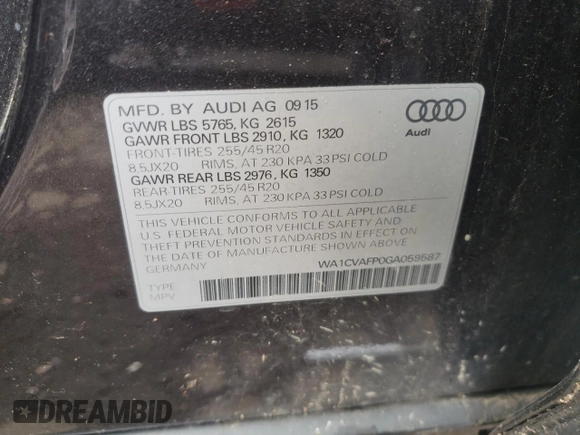 MFD. BY AUDI AG 09 15
GVWR LBS 5765, KG 2615
GAWR FRONT LBS 2910, KG 1320
FRONT-TIRES 255/45 R20
8.5JX20 RIMS, AT 230 KPA 33 PSI COLD
GAWR REAR LBS 2976, KG 1350
REAR-TIRES 255/45 R20
8.5JX20 RIMS, AT 230 KPA 33 PSI COLD
THIS VEHICLE CONFORMS TO ALL APPLICABLE
U.S. FEDERAL MOTOR VEHICLE SAFETY AND
THEFT PREVENTION STANDARDS IN EFFECT ON
THE DATE OF MANUFACTURE SHOWN ABOVE
GERMANY
Audi
WA1CVAFP0GA059587
TYPE
MPV
DREAMBID